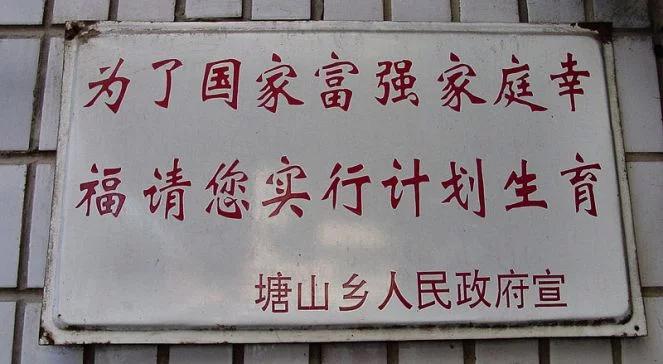 为了国家富强家庭幸
福请您实行计划生育
塘山乡人民政府宣